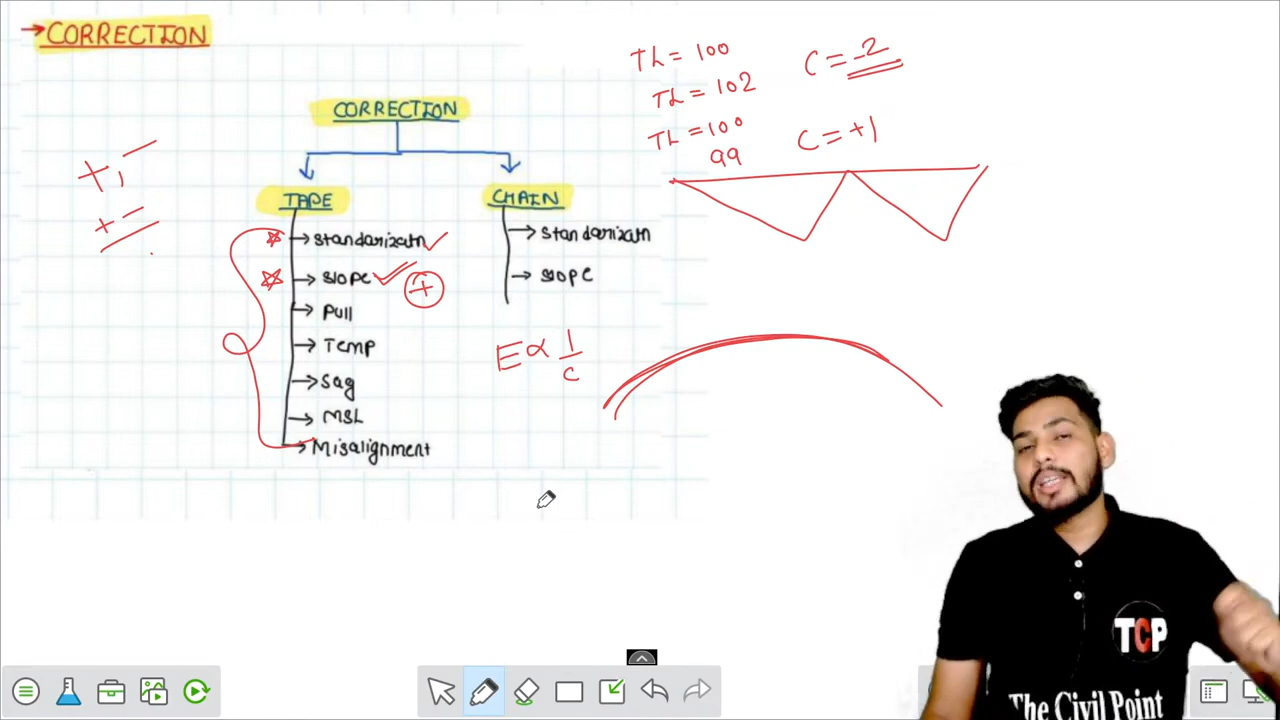 →CORRECTION
CORRECTION
TAPE
→Standarizatn
→Slope
→Pull
→Temp
→Sag
→MSL
→Misalignment
CHAIN
→Standarizatn
→Slope
+, −
+ −
+
E∝ 1/c
TL = 100
TL = 102
C = -2
TL = 100
99
C = +1
TCP
The Civil Point